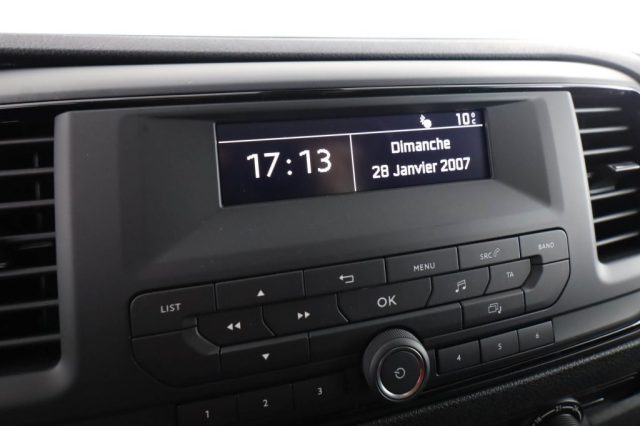 10°C
17:13
Dimanche
28 Janvier 2007
LIST
MENU
SRC
BAND
OK
TA
1 2 3
4 5 6